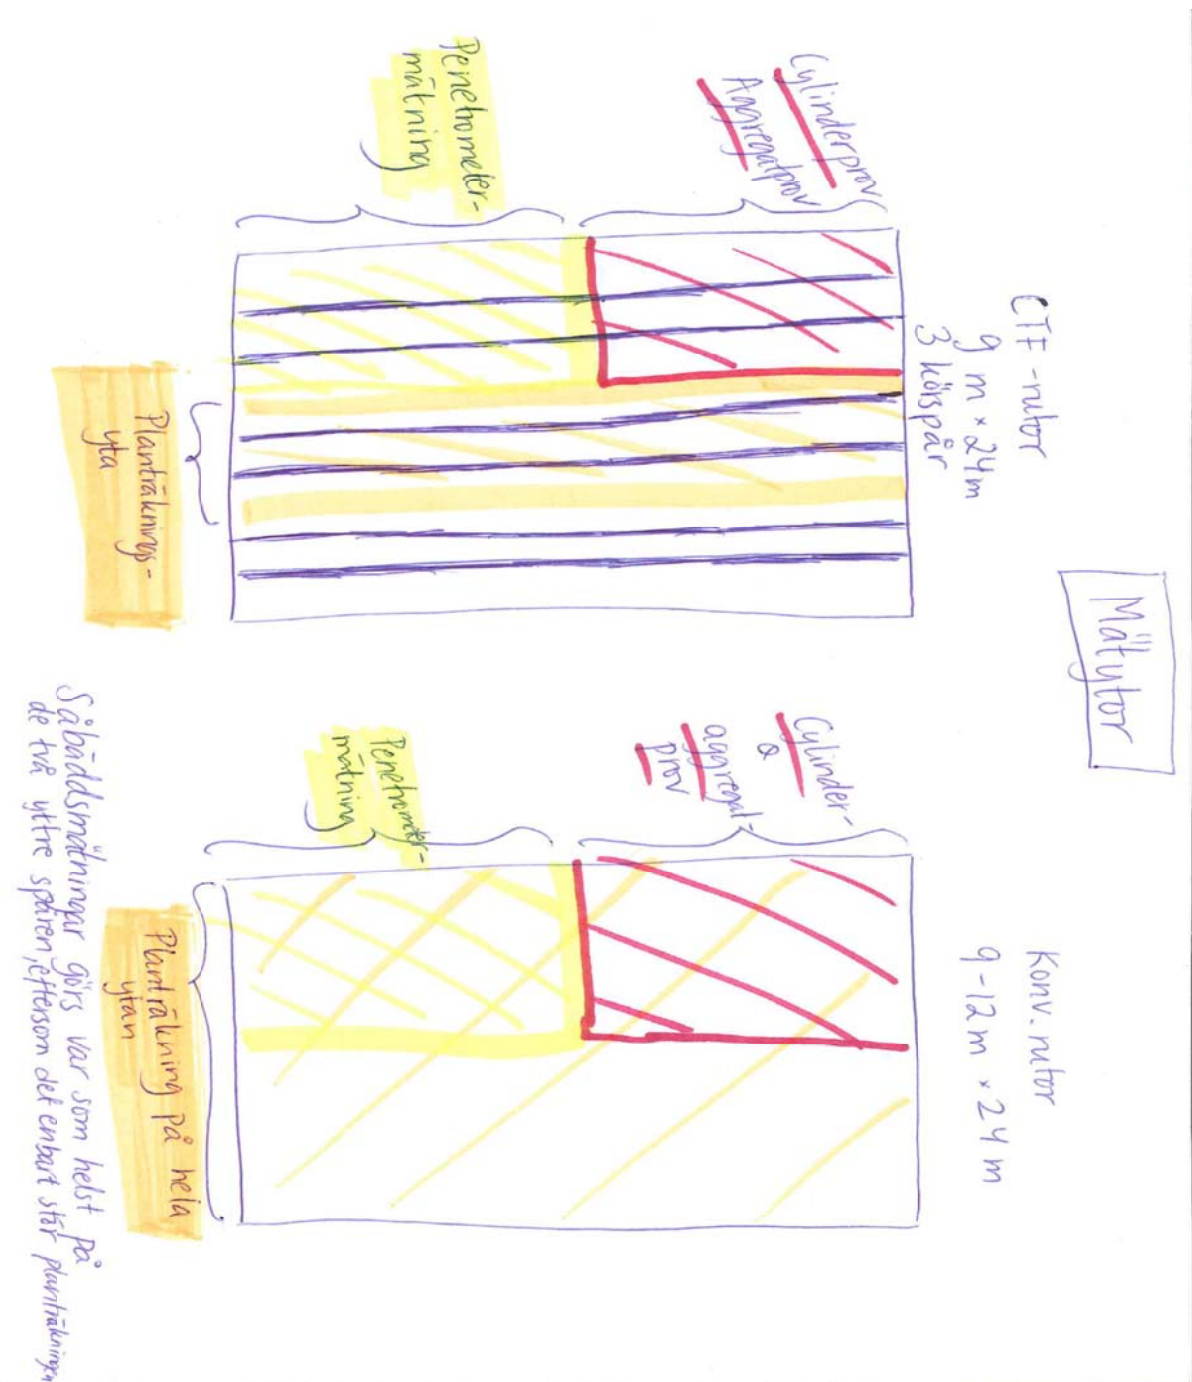 Mätytor
CTF-rutor
9 m × 24 m
3 körspår
Cylinderprov
Aggregatprov
Penetrometer-
mätning
Planträknings-
yta
Konv. rutor
9-12 m × 24 m
Cylinder-
&
aggregat-
prov
Penetrometer-
mätning
Planträkning på hela
ytan
Såbäddsmätningar görs var som helst på
de två yttre spåren, eftersom det enbart stör planträkningen